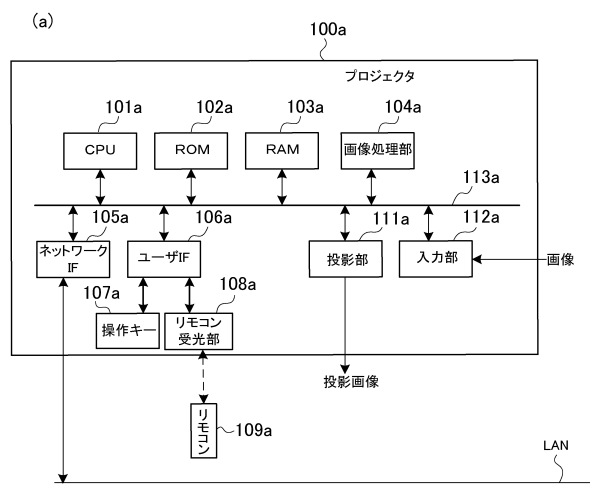 (a)
100a
プロジェクタ
101a
102a
103a
104a
CPU
ROM
RAM
画像処理部
113a
105a
106a
111a
112a
ネットワーク
IF
ユーザIF
投影部
入力部
画像
107a
108a
操作キー
リモコン
受光部
投影画像
リモコン
109a
LAN